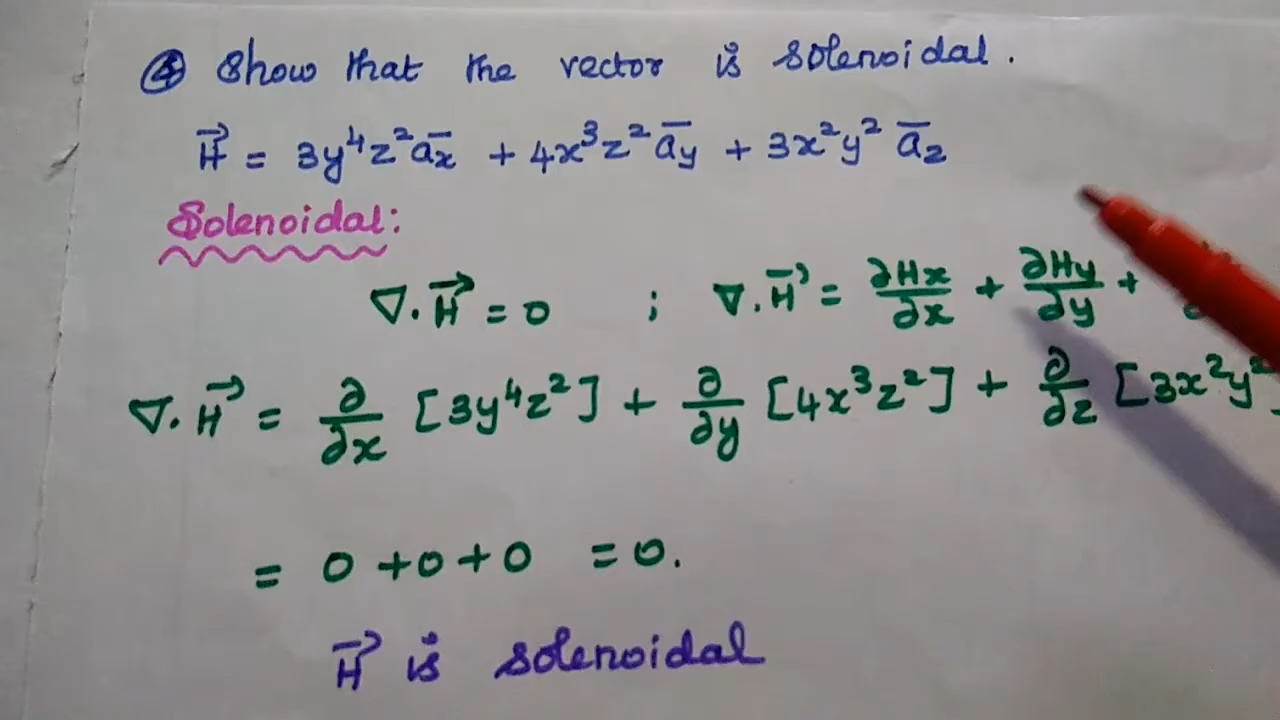 ④ Show that the vector is solenoidal.
H⃗ = 3y⁴z² a̅x + 4x³z² a̅y + 3x²y² a̅z
Solenoidal:
∇.H⃗ = 0 ; ∇.H⃗ = ∂Hx/∂x + ∂Hy/∂y +
∇.H⃗ = ∂/∂x [3y⁴z²] + ∂/∂y [4x³z²] + ∂/∂z [3x²y²]
= 0 + 0 + 0 = 0.
H⃗ is solenoidal